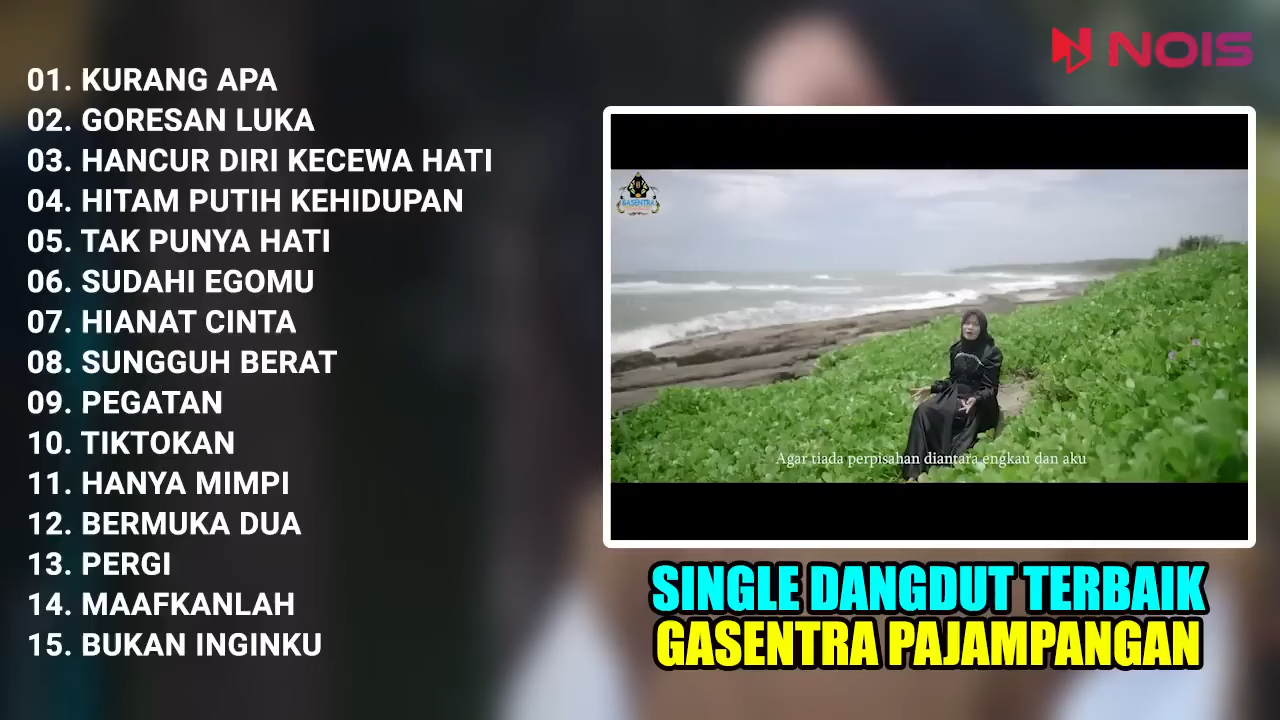 01. KURANG APA
02. GORESAN LUKA
03. HANCUR DIRI KECEWA HATI
04. HITAM PUTIH KEHIDUPAN
05. TAK PUNYA HATI
06. SUDAHI EGOMU
07. HIANAT CINTA
08. SUNGGUH BERAT
09. PEGATAN
10. TIKTOKAN
11. HANYA MIMPI
12. BERMUKA DUA
13. PERGI
14. MAAFKANLAH
15. BUKAN INGINKU
NOIS
GASENTRA
Agar tiada perpisahan diantara engkau dan aku
SINGLE DANGDUT TERBAIK
GASENTRA PAJAMPANGAN